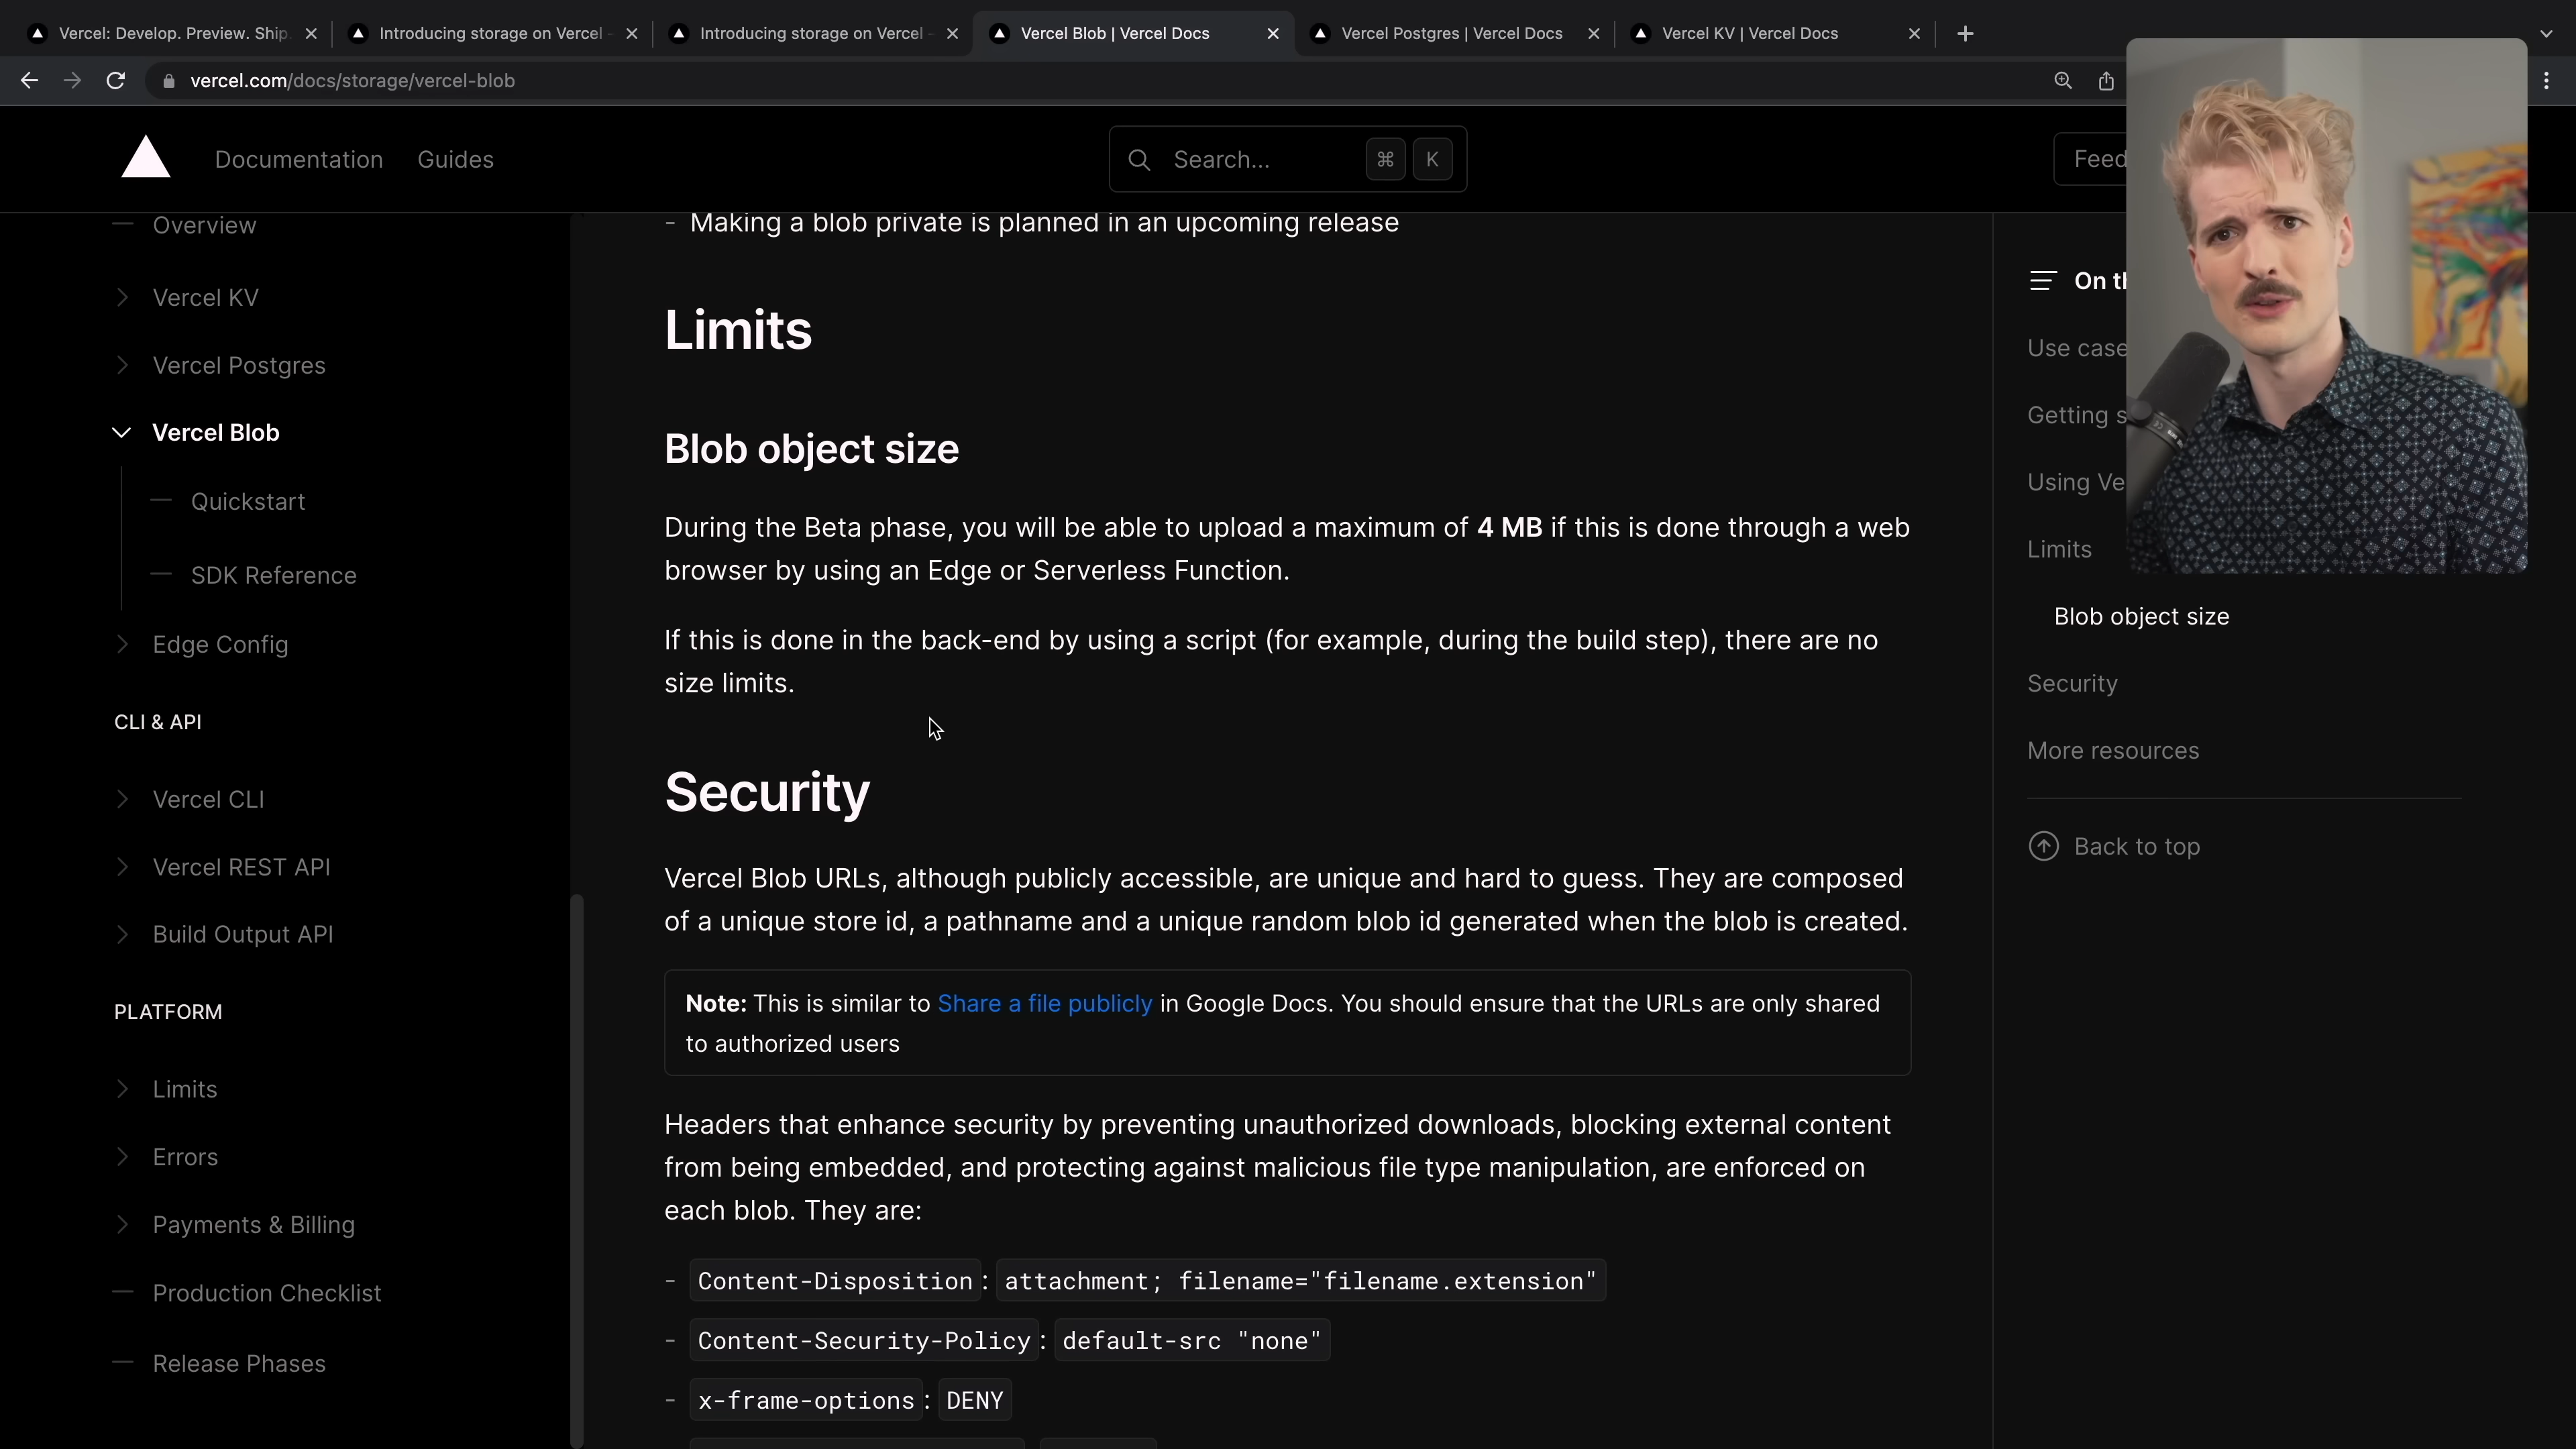 Vercel: Develop. Preview. Ship.
Introducing storage on Vercel -
Introducing storage on Vercel -
Vercel Blob | Vercel Docs
Vercel Postgres | Vercel Docs
Vercel KV | Vercel Docs
vercel.com/docs/storage/vercel-blob
Documentation
Guides
Search...
⌘
K
Feed
Overview
Vercel KV
Vercel Postgres
Vercel Blob
Quickstart
SDK Reference
Edge Config
CLI & API
Vercel CLI
Vercel REST API
Build Output API
PLATFORM
Limits
Errors
Payments & Billing
Production Checklist
Release Phases
- Making a blob private is planned in an upcoming release
Limits
Blob object size
During the Beta phase, you will be able to upload a maximum of 4 MB if this is done through a web
browser by using an Edge or Serverless Function.
If this is done in the back-end by using a script (for example, during the build step), there are no
size limits.
Security
Vercel Blob URLs, although publicly accessible, are unique and hard to guess. They are composed
of a unique store id, a pathname and a unique random blob id generated when the blob is created.
Note: This is similar to Share a file publicly in Google Docs. You should ensure that the URLs are only shared
to authorized users
Headers that enhance security by preventing unauthorized downloads, blocking external content
from being embedded, and protecting against malicious file type manipulation, are enforced on
each blob. They are:
- Content-Disposition: attachment; filename="filename.extension"
- Content-Security-Policy: default-src "none"
- x-frame-options: DENY
On th
Use case
Getting s
Using Ve
Limits
Blob object size
Security
More resources
Back to top